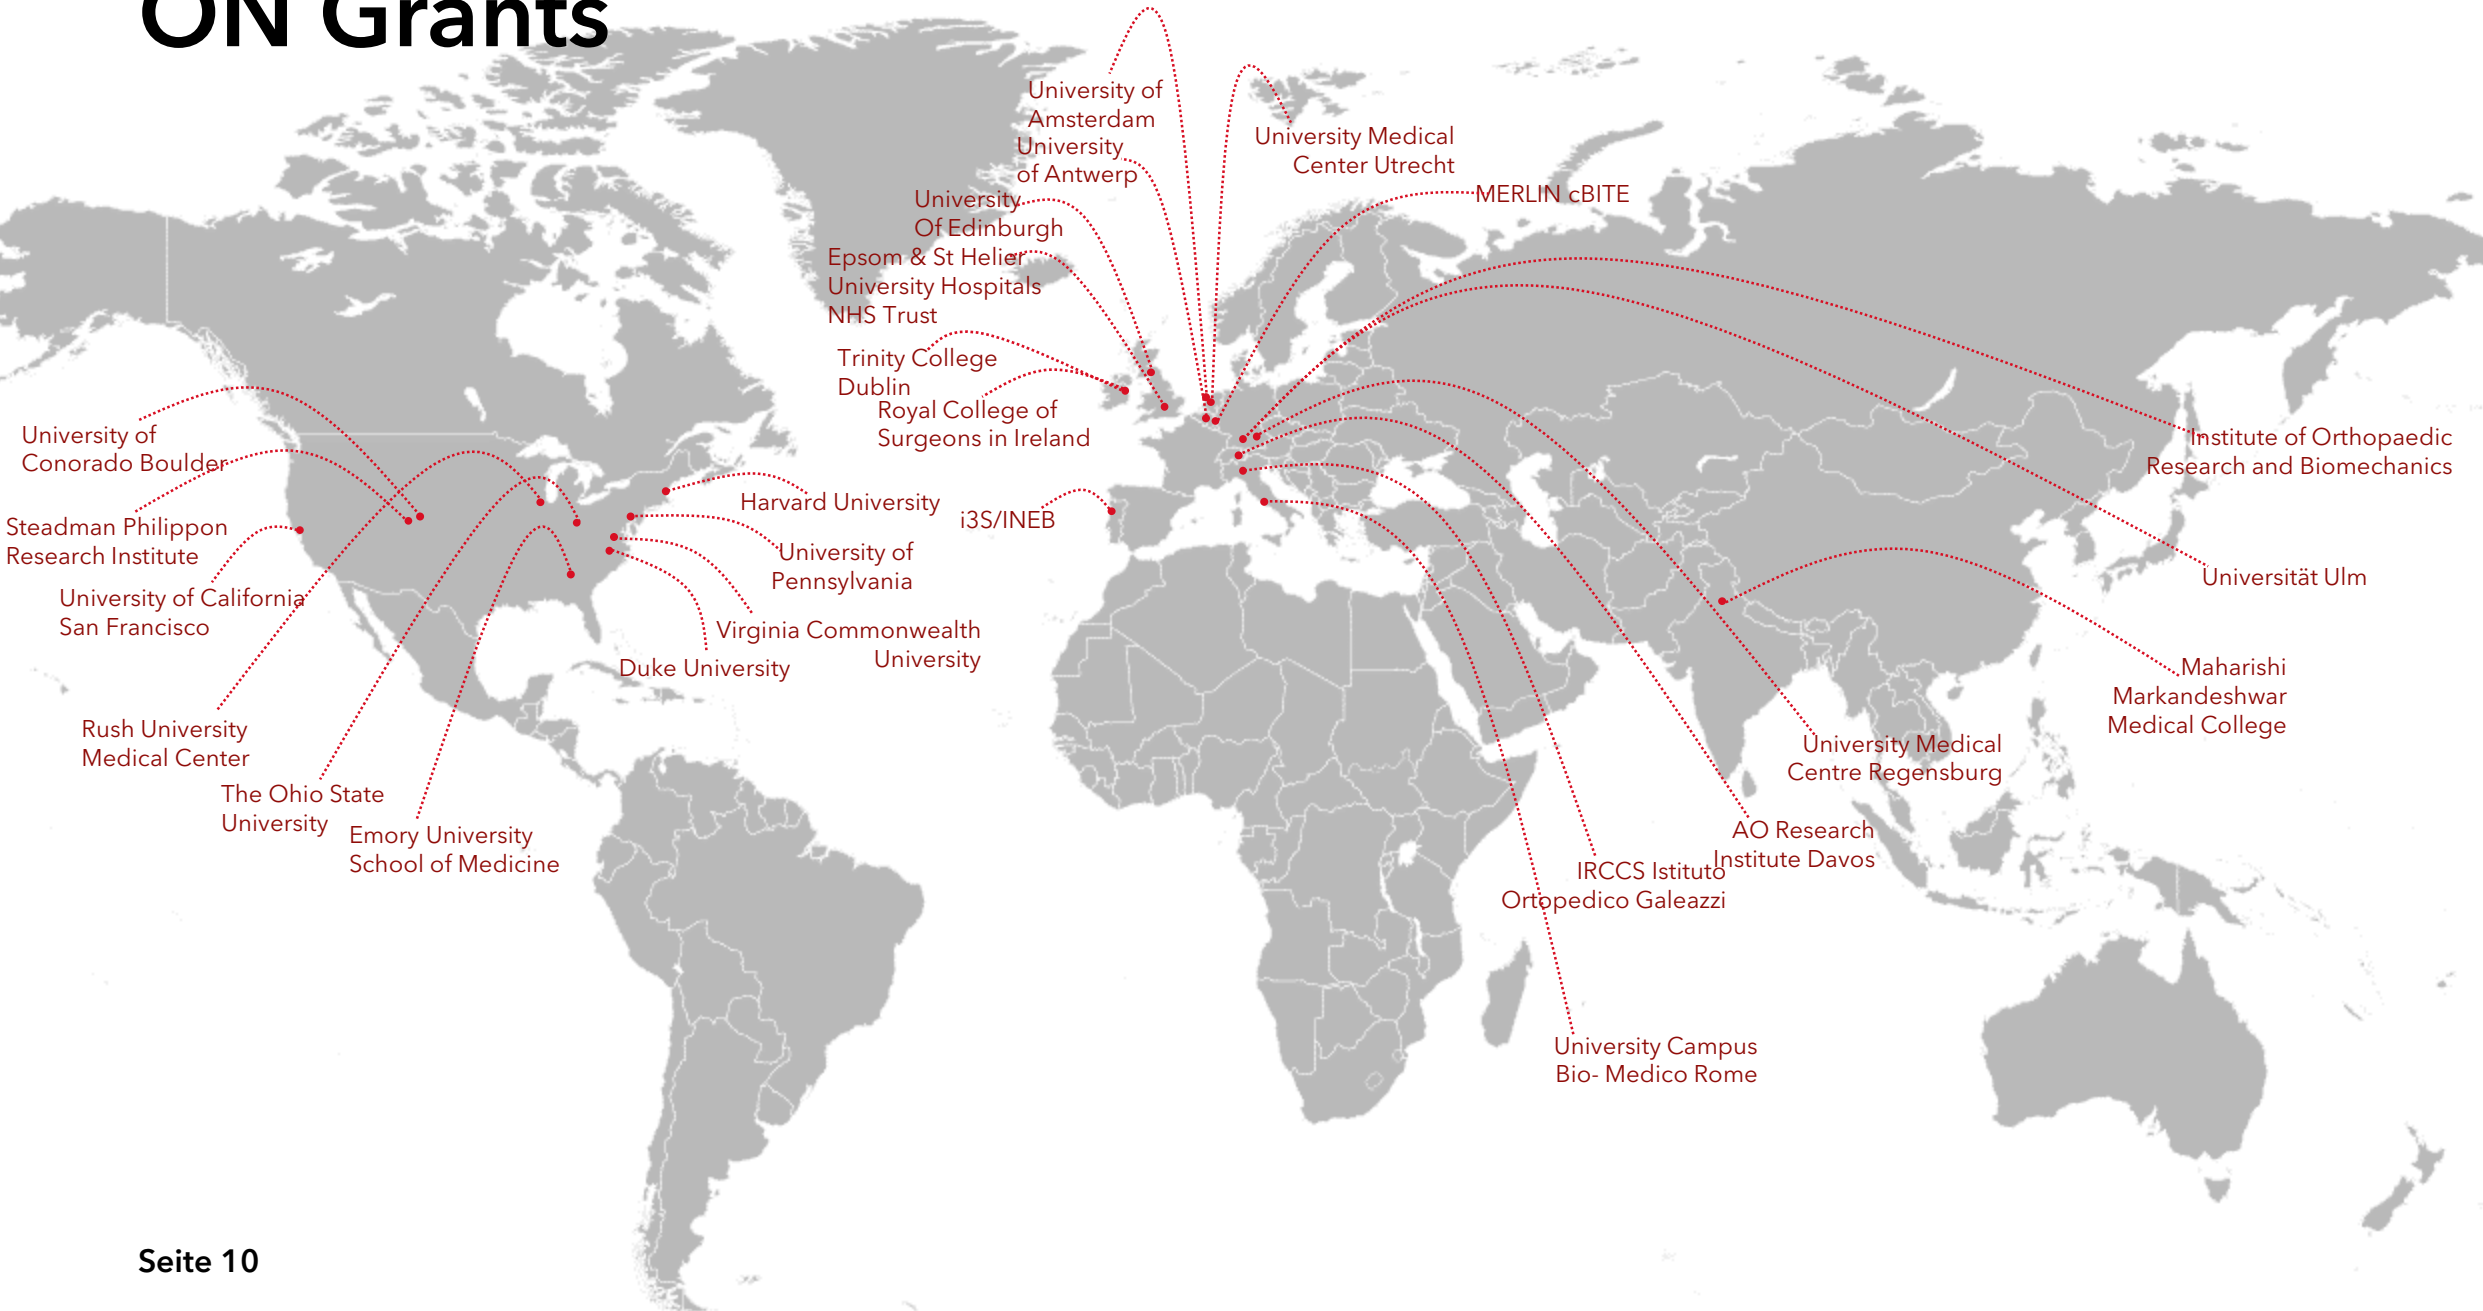 ON Grants
University of
Amsterdam
University
of Antwerp
University Medical
Center Utrecht
MERLIN cBITE
University
Of Edinburgh
Epsom & St Helier
University Hospitals
NHS Trust
Trinity College
Dublin
Royal College of
Surgeons in Ireland
University of
Conorado Boulder
Steadman Philippon
Research Institute
University of California
San Francisco
Harvard University
i3S/INEB
University of
Pennsylvania
Virginia Commonwealth
University
Duke University
Rush University
Medical Center
The Ohio State
University
Emory University
School of Medicine
Institute of Orthopaedic
Research and Biomechanics
Universität Ulm
Maharishi
Markandeshwar
Medical College
University Medical
Centre Regensburg
AO Research
Institute Davos
IRCCS Istituto
Ortopedico Galeazzi
University Campus
Bio- Medico Rome
Seite 10